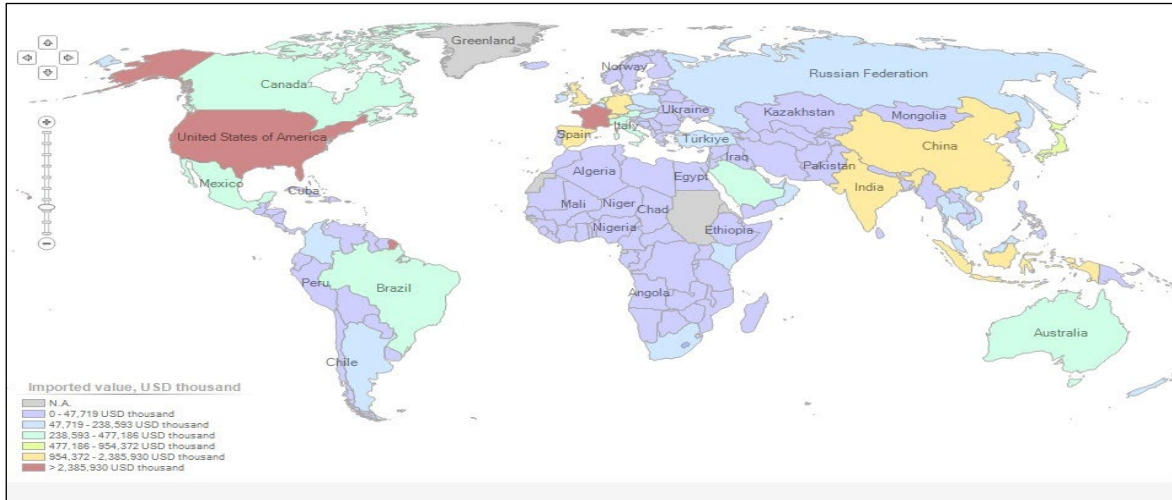 Greenland
Norway
Russian Federation
Canada
Ukraine
Kazakhstan
Mongolia
United States of America
Spain
Italy
Türkiye
China
Iraq
Pakistan
Mexico
Cuba
Algeria
Egypt
India
Mali
Niger
Chad
Nigeria
Ethiopia
Peru
Brazil
Angola
Australia
Chile
Imported value, USD thousand
N.A.
0 - 47,719 USD thousand
47,719 - 238,593 USD thousand
238,593 - 477,186 USD thousand
477,186 - 954,372 USD thousand
954,372 - 2,385,930 USD thousand
> 2,385,930 USD thousand